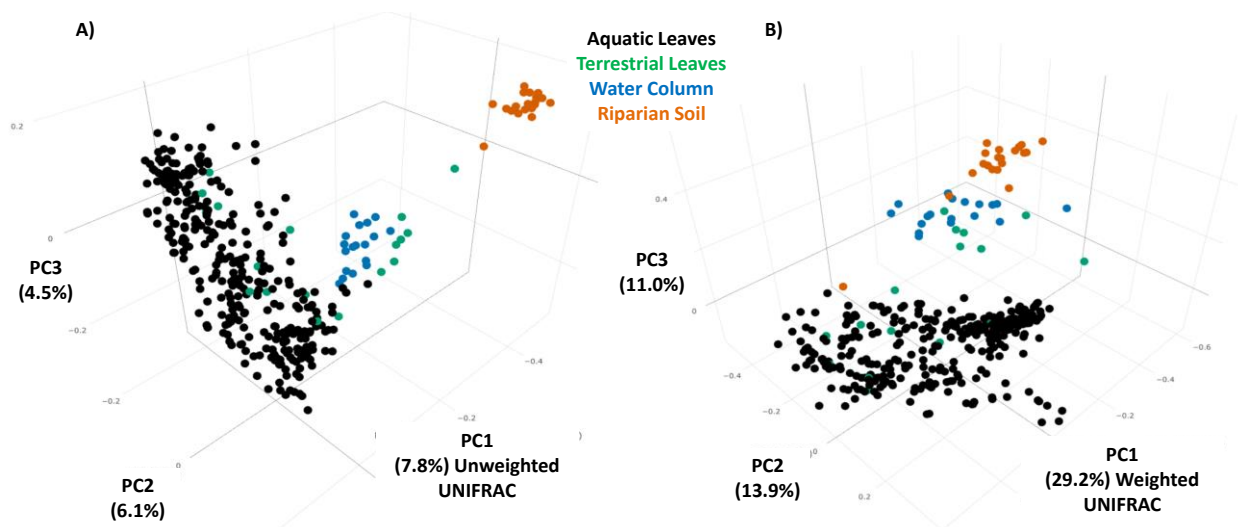 A)
Aquatic Leaves
Terrestrial Leaves
Water Column
Riparian Soil
0.2
0
PC3
(4.5%)
−0.2
−0.2
0
PC2
(6.1%)
−0.4
−0.2
)
PC1
(7.8%) Unweighted
UNIFRAC
B)
0.4
PC3
(11.0%)
0
−0.4
−0.2
0
PC2
(13.9%)
0.2
−0.6
−0.4
−0.2
)
PC1
(29.2%) Weighted
UNIFRAC